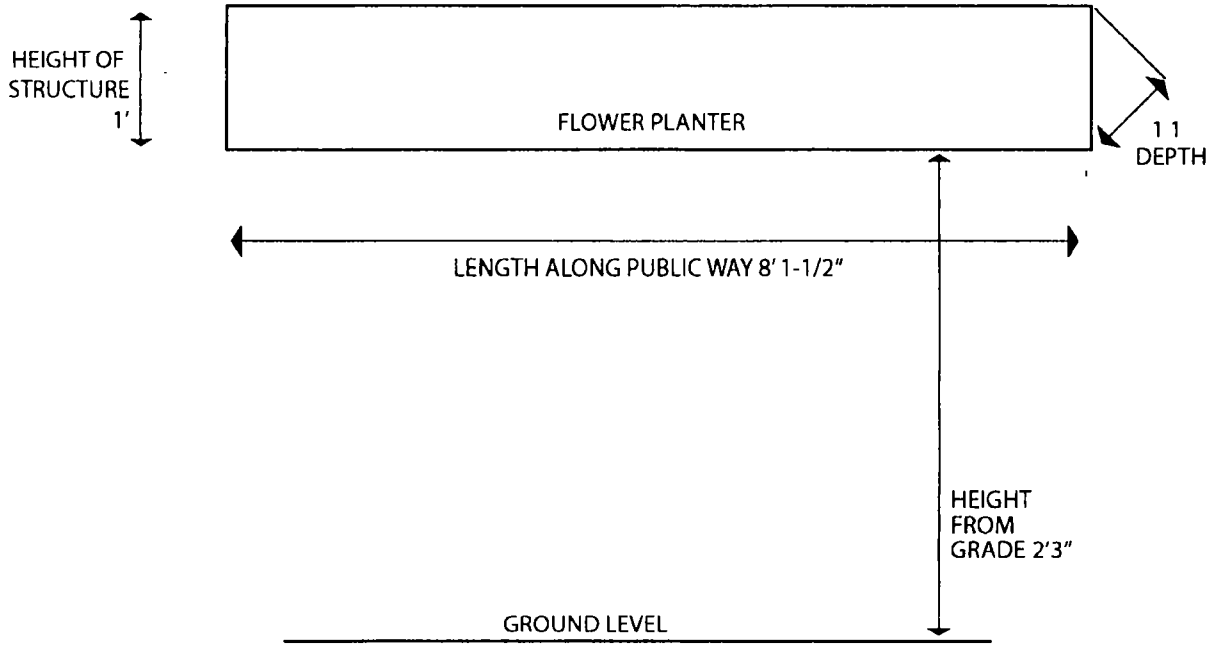 HEIGHT OF
STRUCTURE
1'
FLOWER PLANTER
1 1
DEPTH
LENGTH ALONG PUBLIC WAY 8' 1-1/2"
HEIGHT
FROM
GRADE 2'3"
GROUND LEVEL